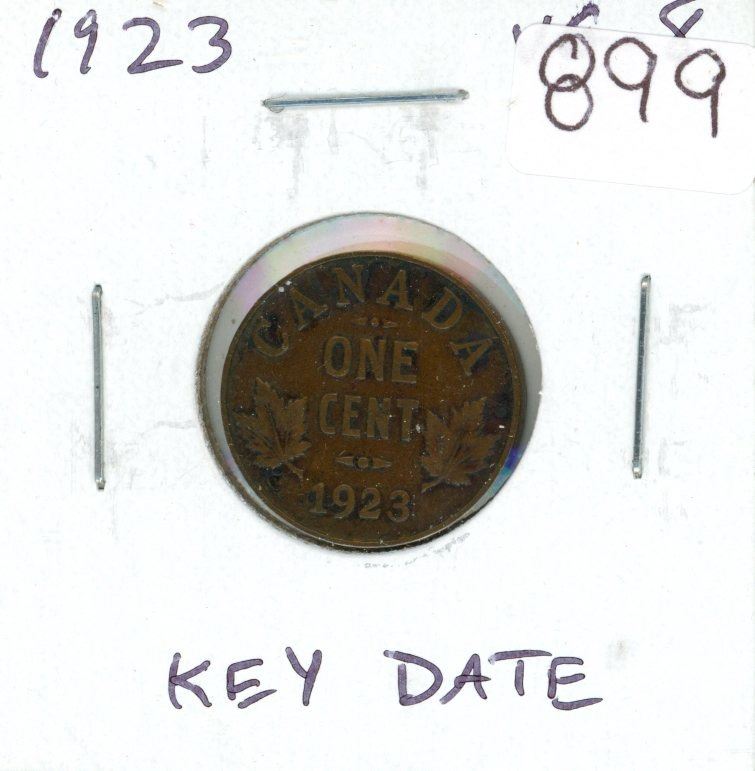 1923
899
CANADA
ONE
CENT
1923
KEY DATE